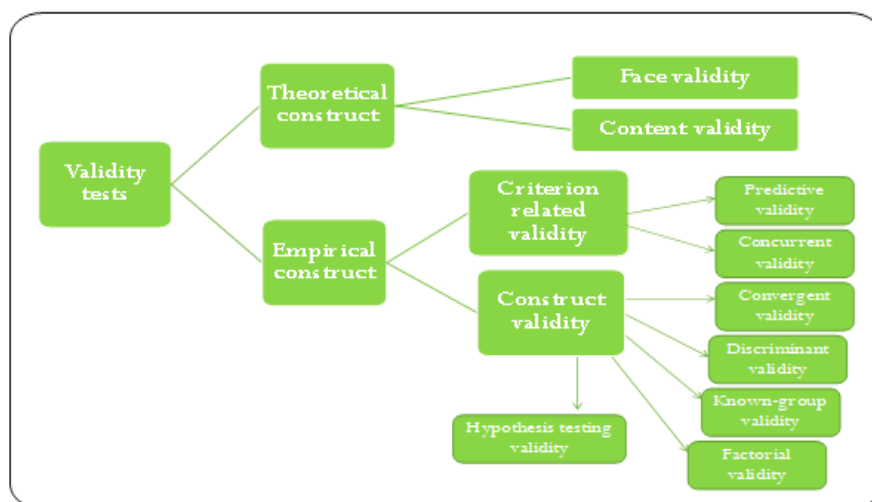 Face validity
Theoretical
construct
Content validity
Validity
tests
Criterion
related
validity
Predictive
validity
Concurrent
validity
Empirical
construct
Construct
validity
Convergent
validity
Discriminant
validity
Known-group
validity
Hypothesis testing
validity
Factorial
validity